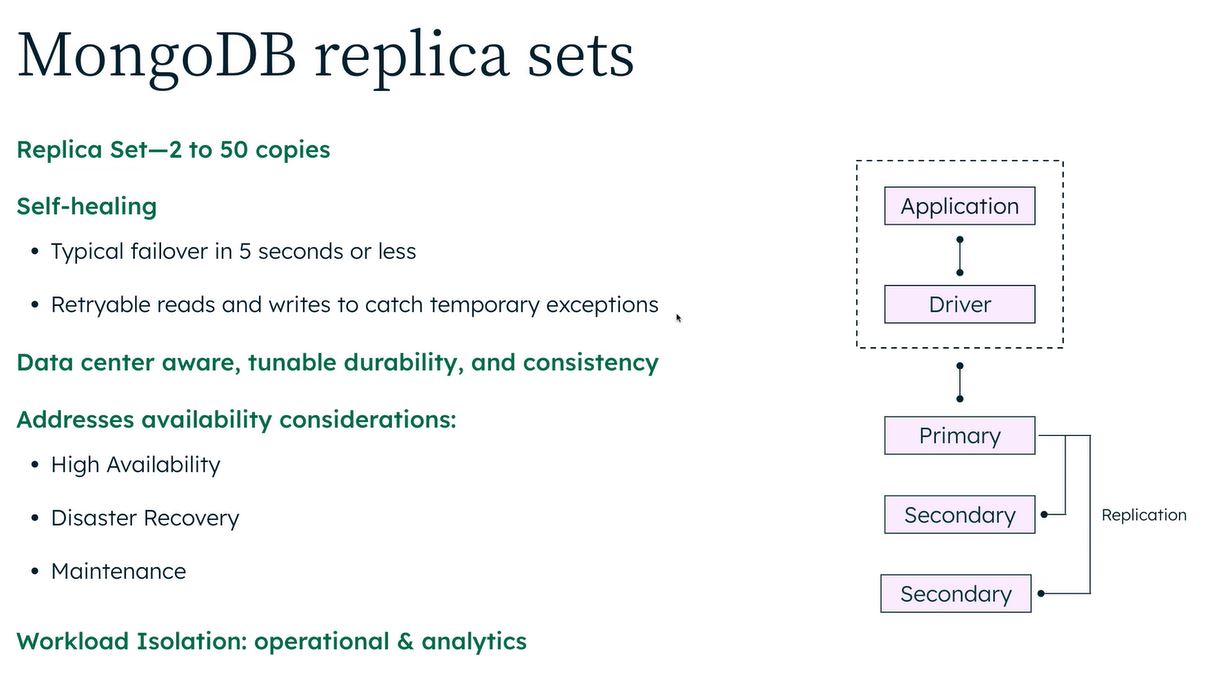 MongoDB replica sets
Replica Set—2 to 50 copies
Self-healing
• Typical failover in 5 seconds or less
• Retryable reads and writes to catch temporary exceptions
Data center aware, tunable durability, and consistency
Addresses availability considerations:
• High Availability
• Disaster Recovery
• Maintenance
Workload Isolation: operational & analytics
Application
Driver
Primary
Secondary
Replication
Secondary